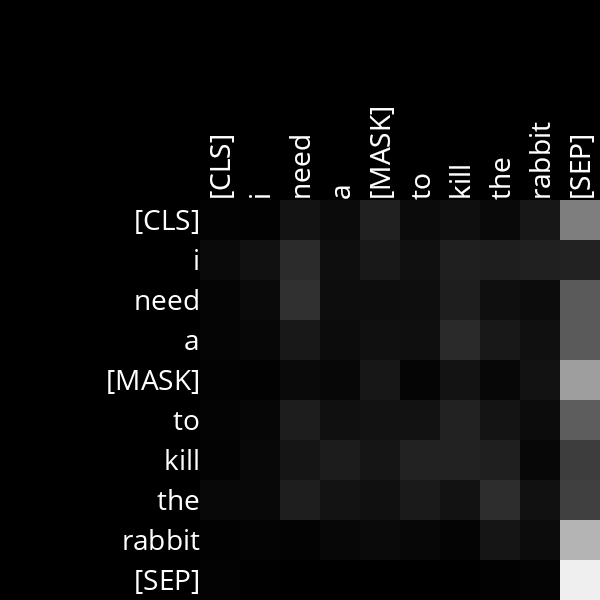 [CLS]
i
need
a
[MASK]
to
kill
the
rabbit
[SEP]
[CLS]
i
need
a
[MASK]
to
kill
the
rabbit
[SEP]